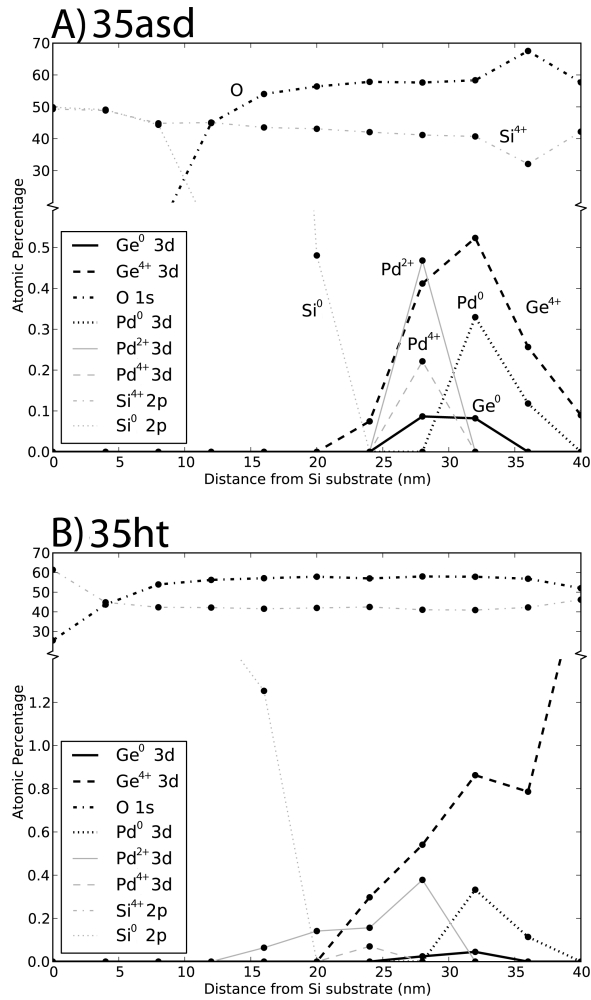 A) 35asd
70
60
50
40
30
0.5
0.4
0.3
0.2
0.1
0.0
Atomic Percentage
O
Si4+
Si0
Pd2+
Pd4+
Pd0
Ge4+
Ge0
Ge0 3d
Ge4+ 3d
O 1s
Pd0 3d
Pd2+3d
Pd4+3d
Si4+2p
Si0 2p
0 5 10 15 20 25 30 35 40
Distance from Si substrate (nm)
B) 35ht
70
60
50
40
30
1.2
1.0
0.8
0.6
0.4
0.2
0.0
Atomic Percentage
Ge0 3d
Ge4+ 3d
O 1s
Pd0 3d
Pd2+3d
Pd4+3d
Si4+2p
Si0 2p
0 5 10 15 20 25 30 35 40
Distance from Si substrate (nm)